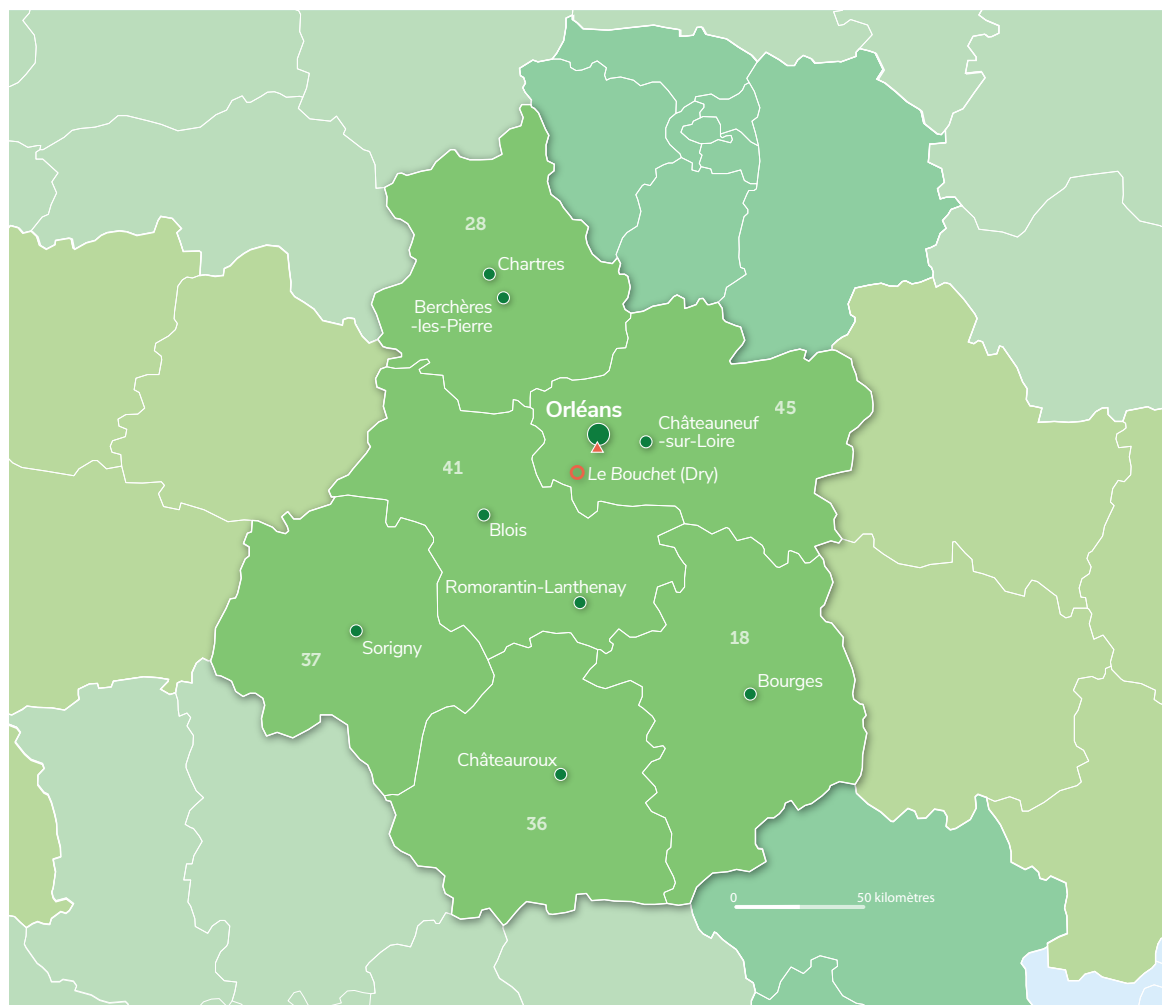 28
Chartres
Berchères
-les-Pierre
Orléans
45
Châteauneuf
-sur-Loire
41
Le Bouchet (Dry)
Blois
Romorantin-Lanthenay
18
Sorigny
37
Bourges
Châteauroux
36
0
50 kilomètres